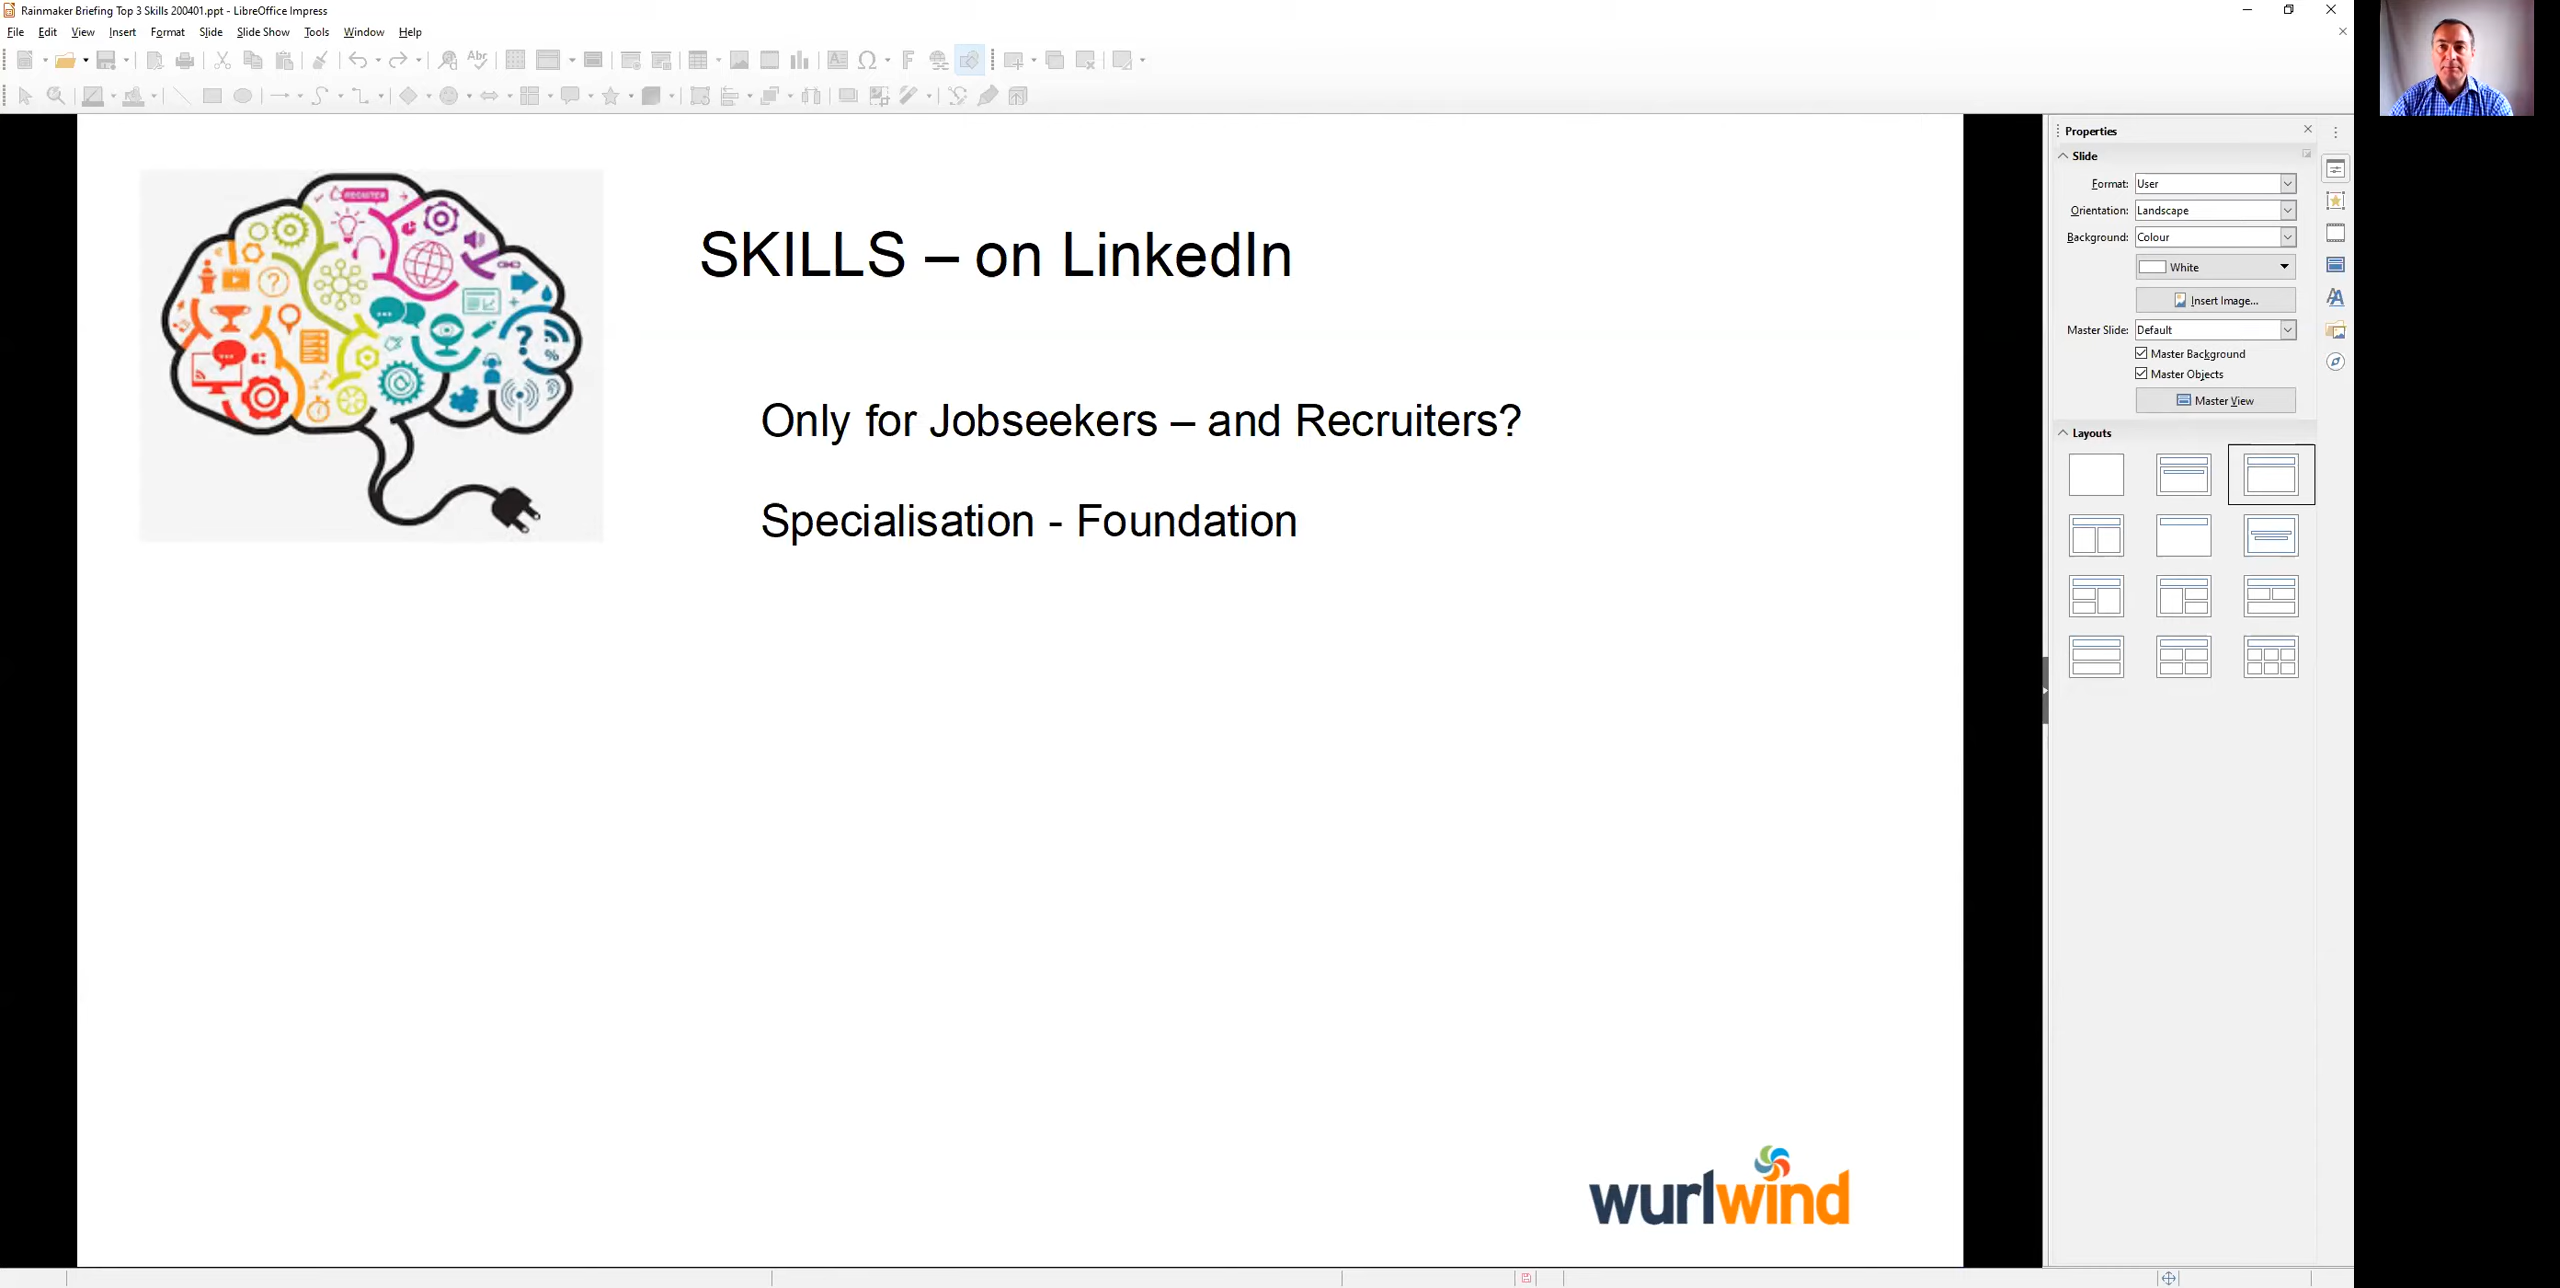 Rainmaker Briefing Top 3 Skills 200401.ppt - LibreOffice Impress
File Edit View Insert Format Slide Slide Show Tools Window Help
Abc
Properties
Slide
Format: User
Orientation: Landscape
Background: Colour
White
Insert Image...
Master Slide: Default
Master Background
Master Objects
Master View
Layouts
RECRUITER
SKILLS – on LinkedIn
Only for Jobseekers – and Recruiters?
Specialisation - Foundation
wurlwind